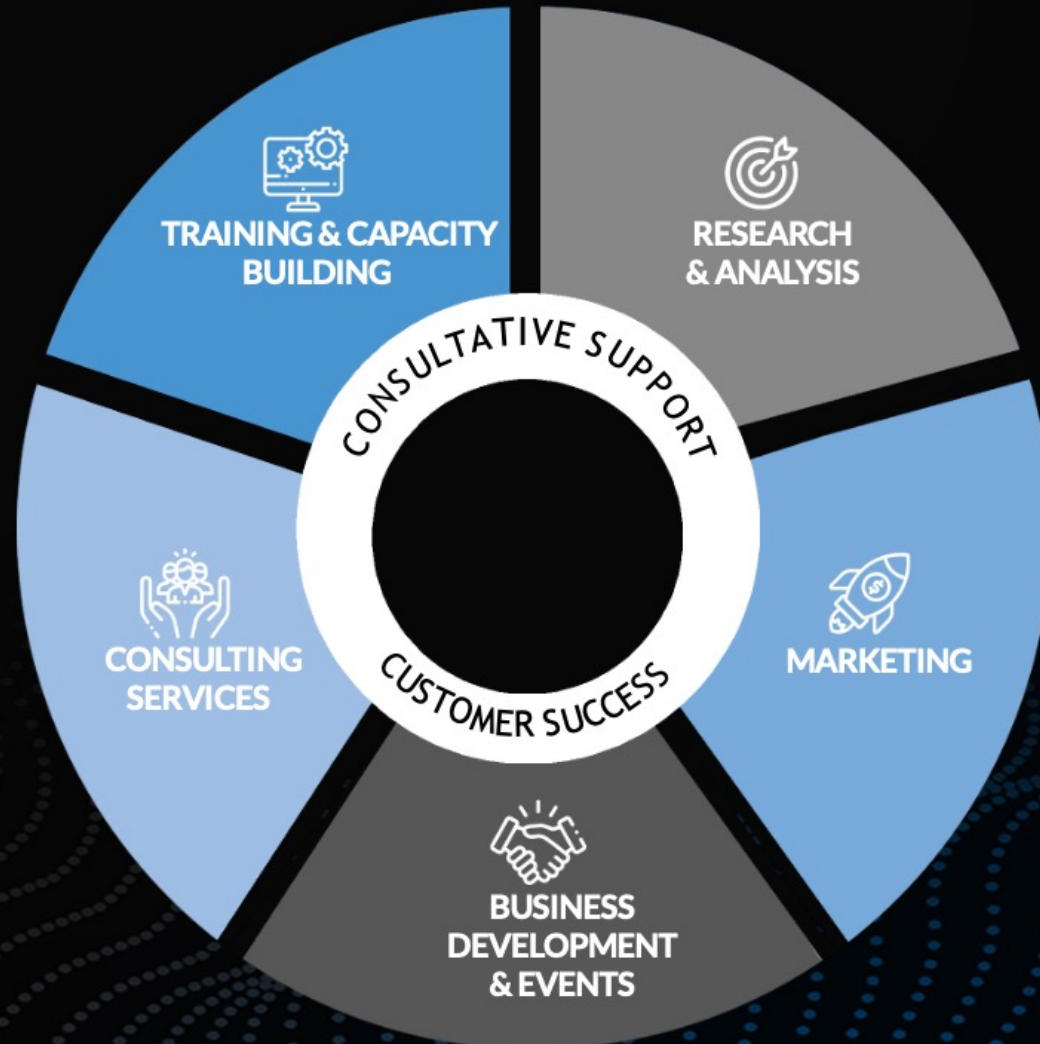 TRAINING & CAPACITY
BUILDING
RESEARCH
& ANALYSIS
CONSULTATIVE SUPPORT
CONSULTING
SERVICES
MARKETING
CUSTOMER SUCCESS
BUSINESS
DEVELOPMENT
& EVENTS